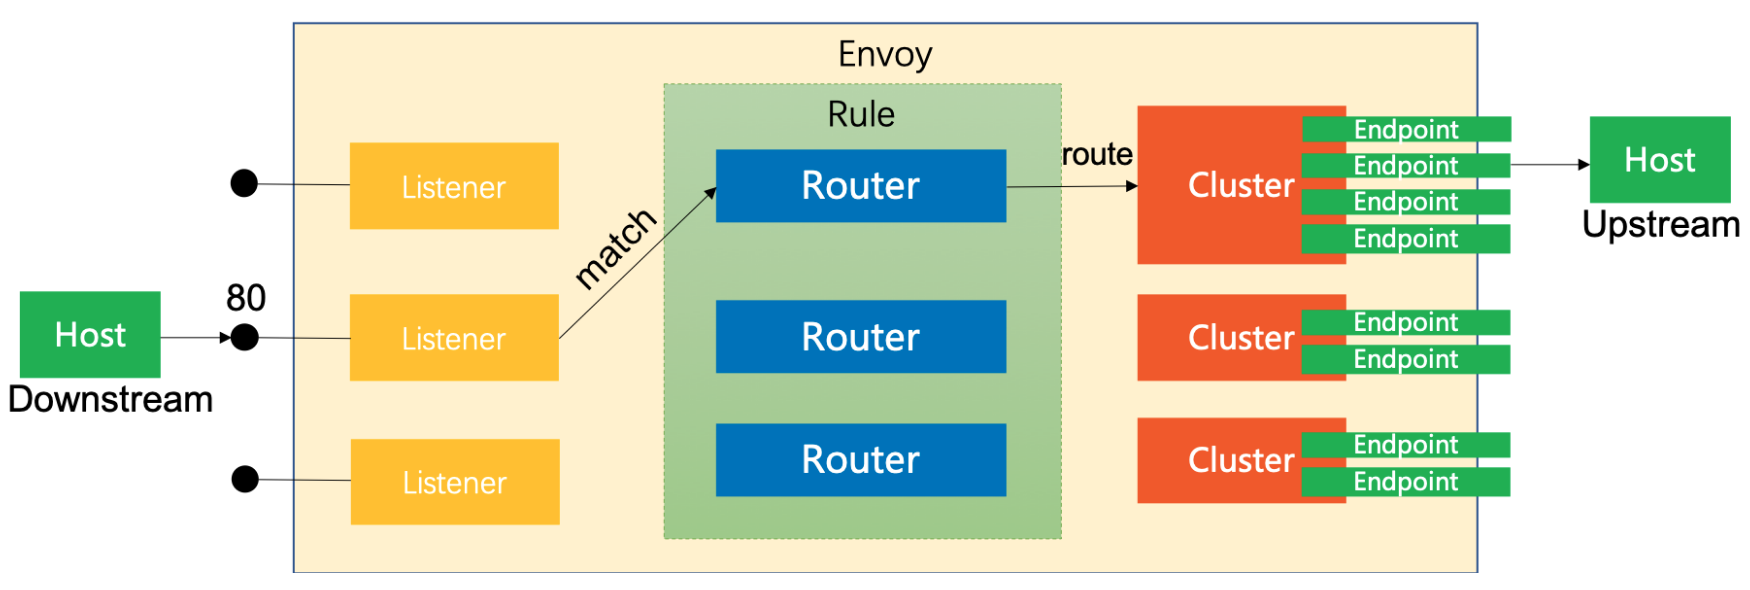 Envoy
Rule
Host
Downstream
80
Listener
Listener
Listener
match
Router
Router
Router
route
Cluster
Endpoint
Endpoint
Endpoint
Endpoint
Cluster
Endpoint
Endpoint
Cluster
Endpoint
Endpoint
Host
Upstream